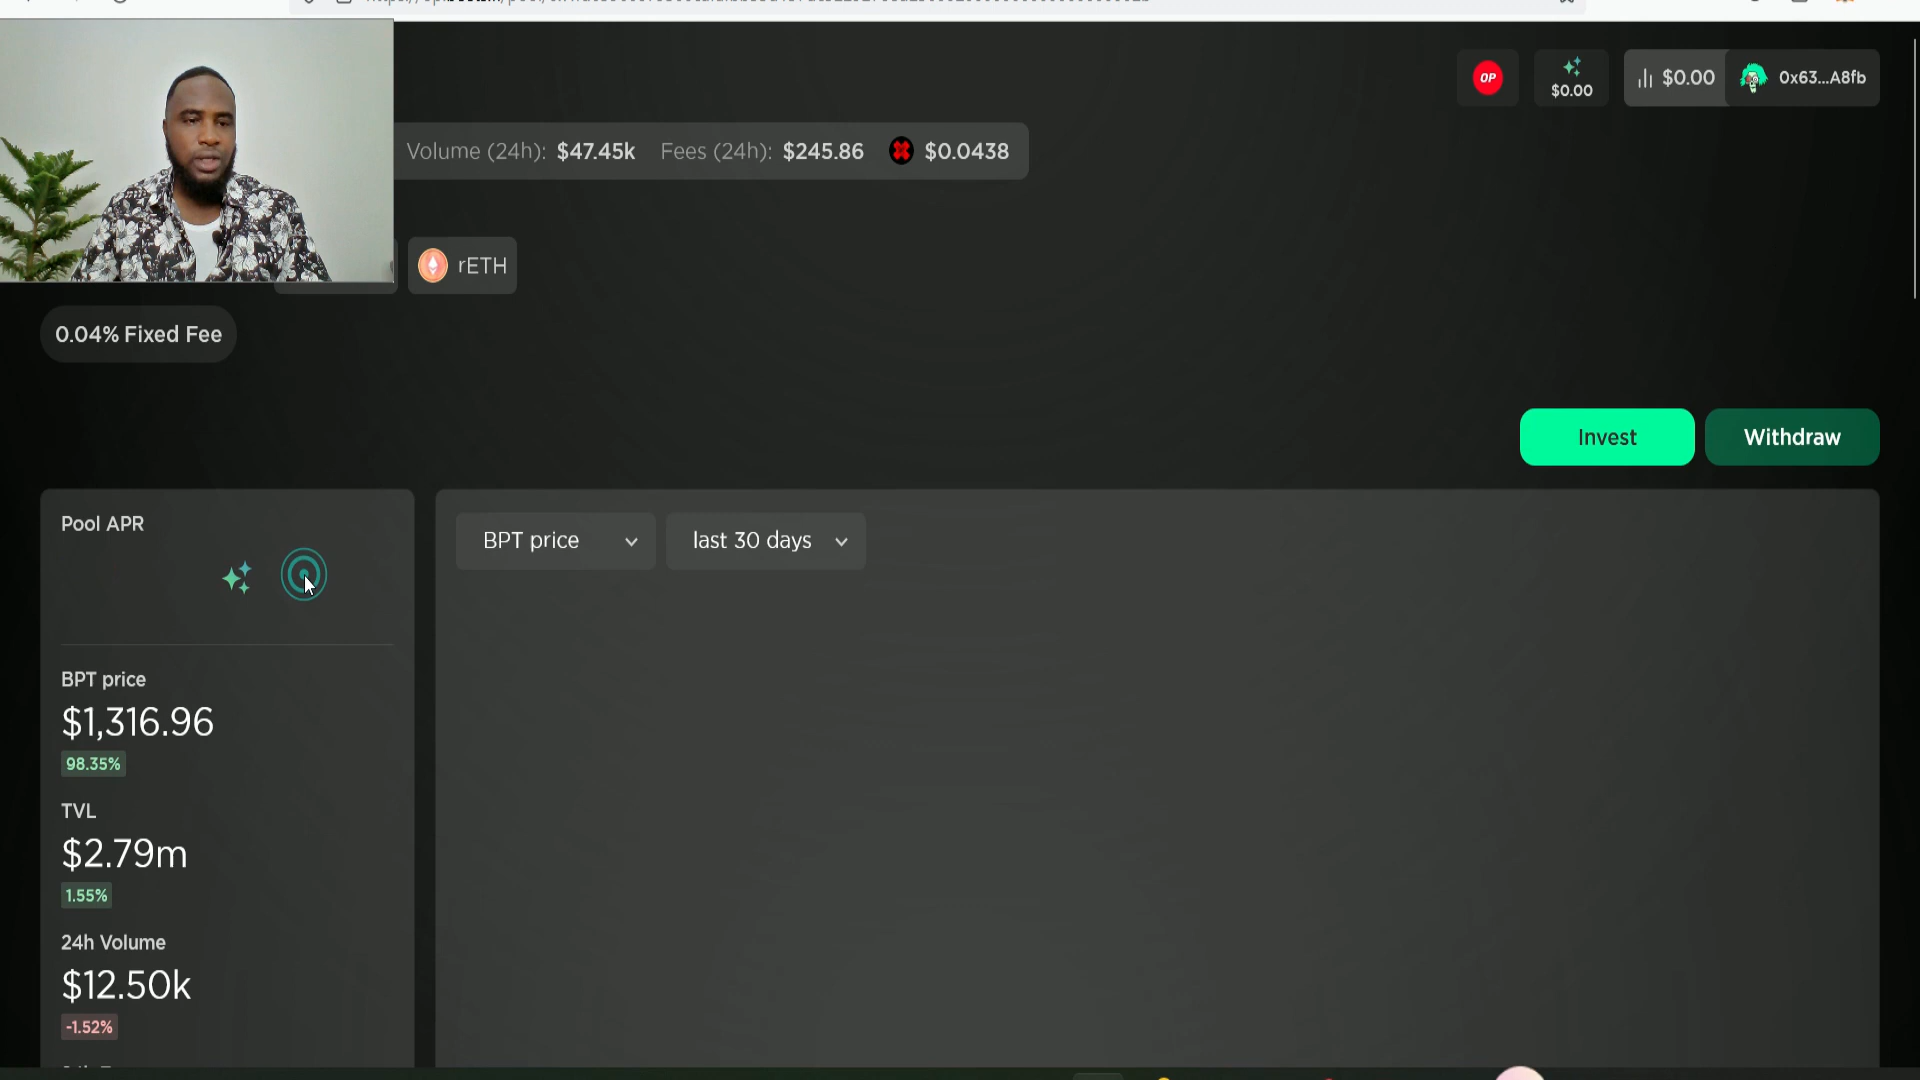 OP
$0.00
$0.00
0x63...A8fb
Volume (24h): $47.45k Fees (24h): $245.86 $0.0438
rETH
0.04% Fixed Fee
Invest
Withdraw
Pool APR
BPT price
$1,316.96
98.35%
TVL
$2.79m
1.55%
24h Volume
$12.50k
-1.52%
BPT price
last 30 days